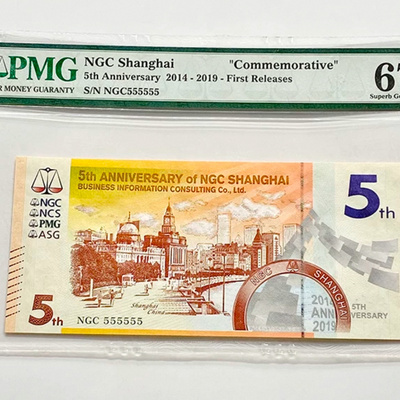 PMG
NGC Shanghai "Commemorative"
5th Anniversary 2014 - 2019 - First Releases
S/N NGC555555
R MONEY GUARANTY
67
Superb Ge
5th ANNIVERSARY of NGC SHANGHAI
BUSINESS INFORMATION CONSULTING Co., Ltd.
NGC
NCS
PMG
ASG
5th
NGC SHANGHAI
2014 5TH
ANNIVERSARY
2019
Shanghai
China
5th
NGC 555555